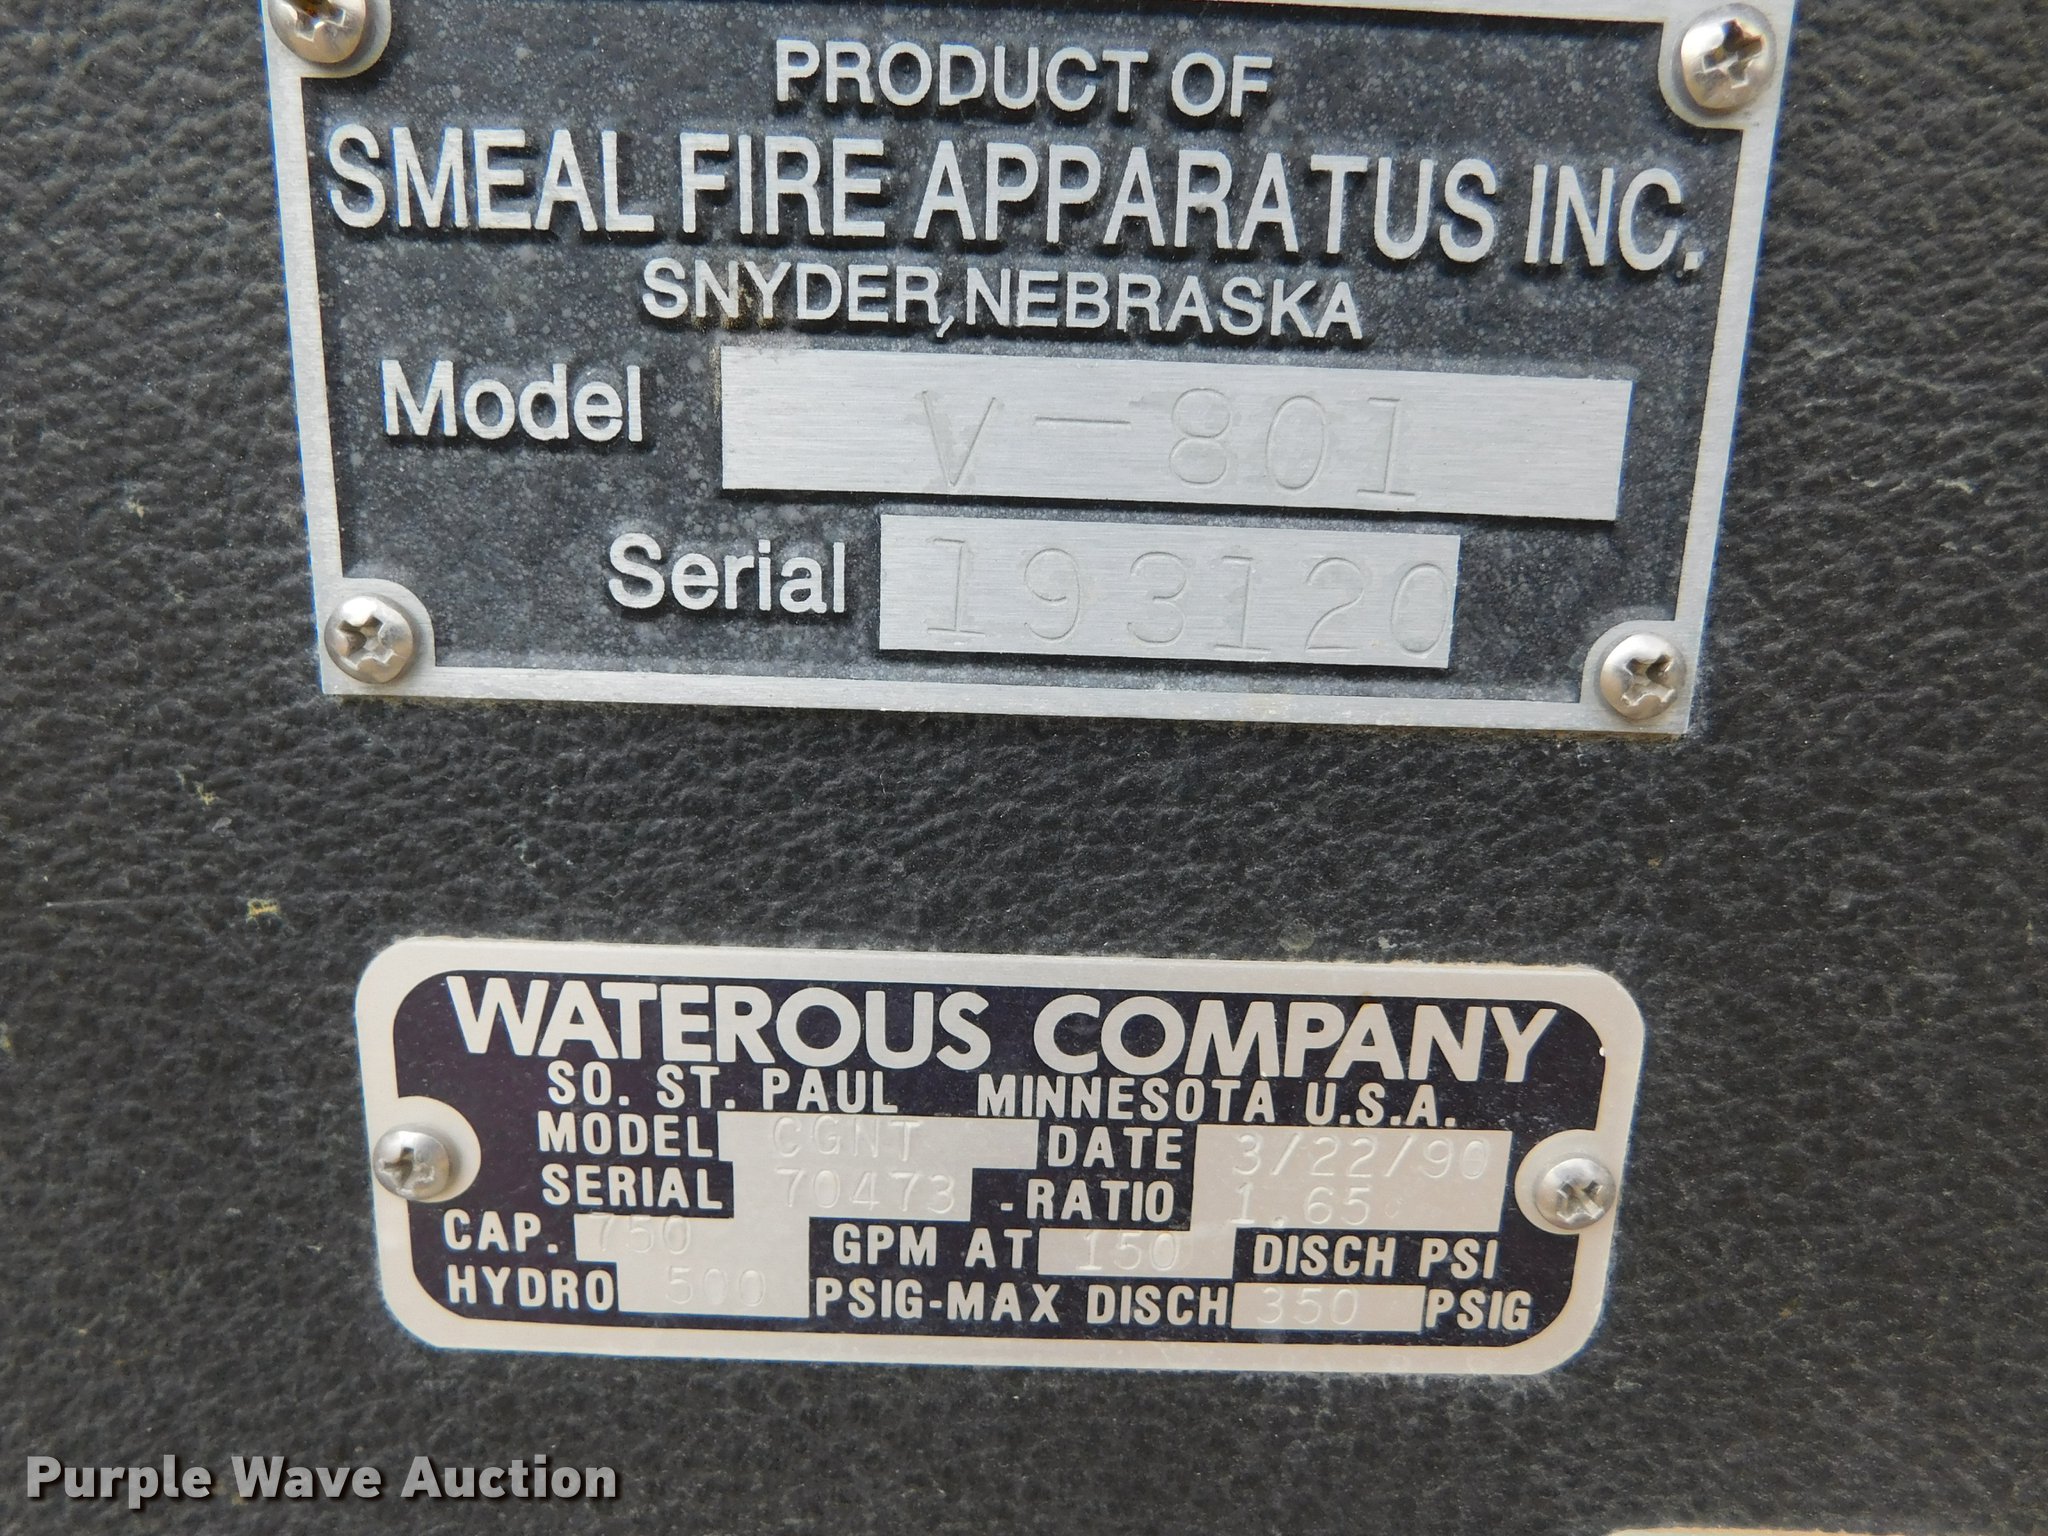 PRODUCT OF
SMEAL FIRE APPARATUS INC.
SNYDER, NEBRASKA
Model V-801
Serial 193120
WATEROUS COMPANY
SO. ST. PAUL MINNESOTA U.S.A.
MODEL CGNT DATE 3/22/90
SERIAL 70473 -RATIO 1.65
CAP. 750 GPM AT 150 DISCH PSI
HYDRO 500 PSIG-MAX DISCH 350 PSIG
Purple Wave Auction